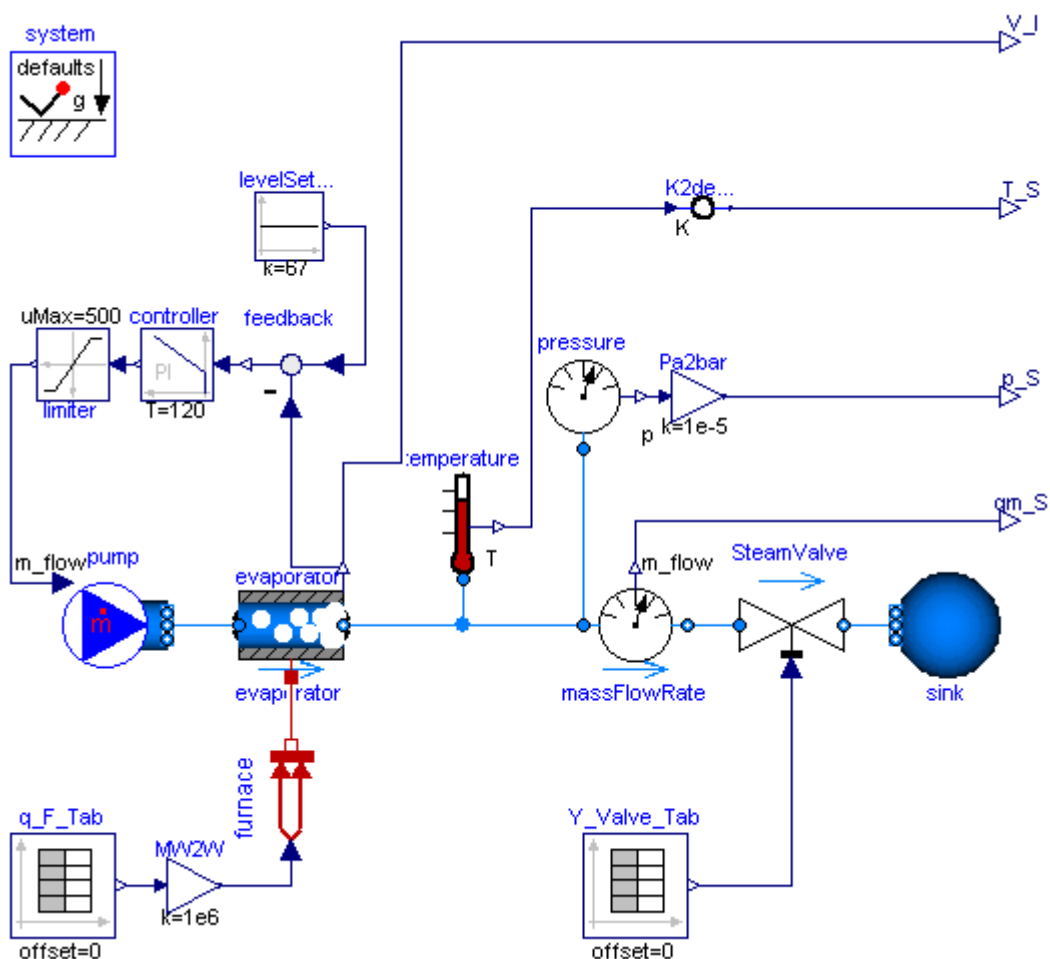 system
V_l
defaults
g
levelSet...
K2de...
T_S
K
k=67
uMax=500
controller
feedback
pressure
Pa2bar
p_S
PI
-
limiter
T=120
p
k=1e-5
temperature
qm_S
T
m_flow
pump
evaporator
m_flow
SteamValve
m
evaporator
massFlowRate
sink
furnace
q_F_Tab
MW2W
Y_Valve_Tab
k=1e6
offset=0
offset=0